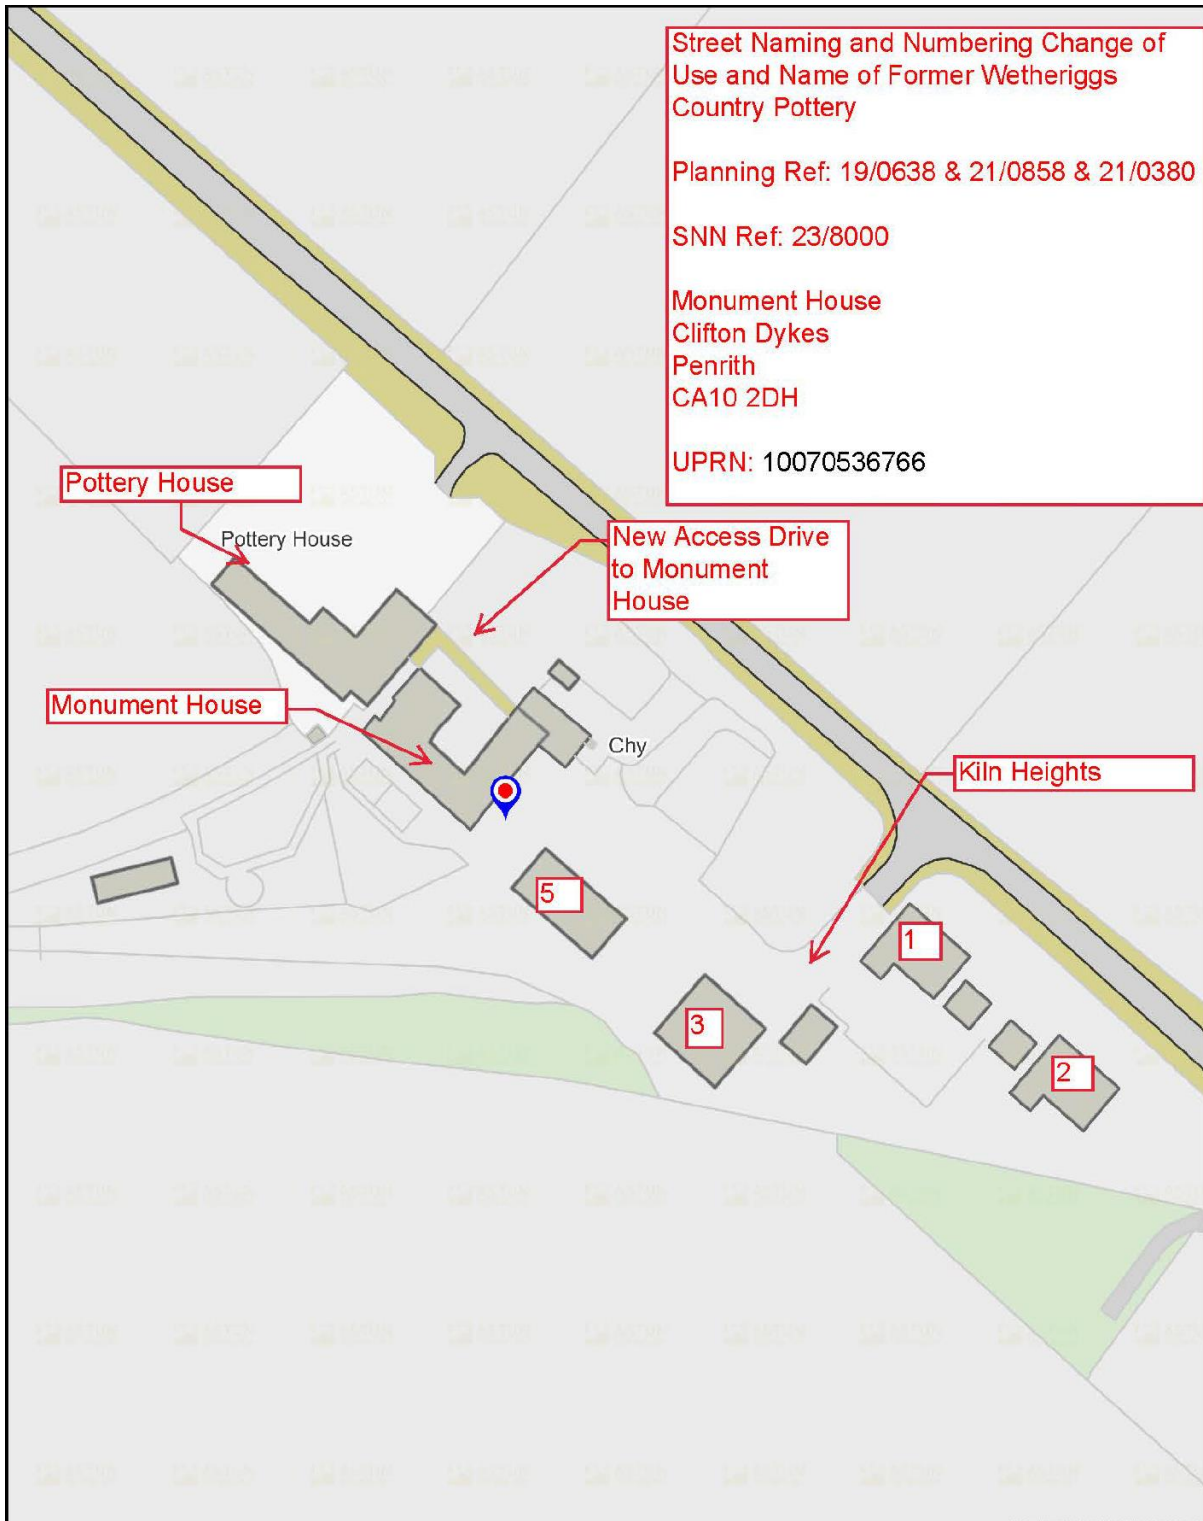 Street Naming and Numbering Change of
Use and Name of Former Wetheriggs
Country Pottery
Planning Ref: 19/0638 & 21/0858 & 21/0380
SNN Ref: 23/8000
Monument House
Clifton Dykes
Penrith
CA10 2DH
UPRN: 10070536766
Pottery House
Pottery House
New Access Drive
to Monument
House
Monument House
Chy
Kiln Heights
5
1
3
2